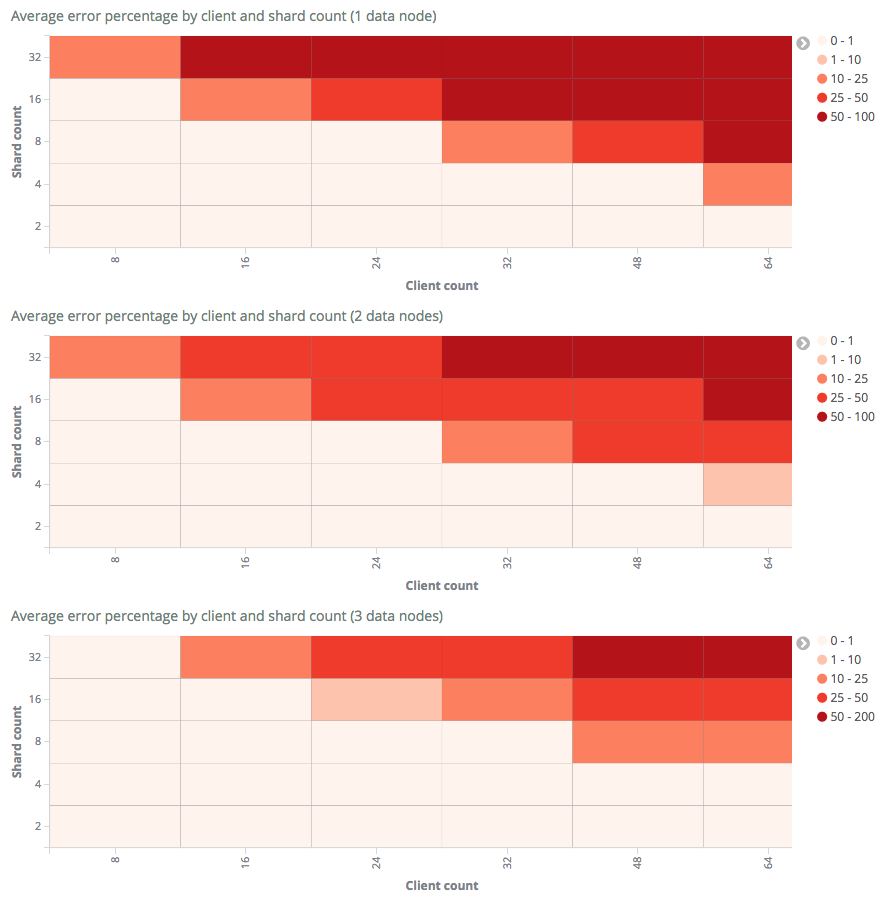 Average error percentage by client and shard count (1 data node)
0 - 1
1 - 10
10 - 25
25 - 50
50 - 100
Shard count
32
16
8
4
2
8 16 24 32 48 64
Client count
Average error percentage by client and shard count (2 data nodes)
0 - 1
1 - 10
10 - 25
25 - 50
50 - 100
Shard count
32
16
8
4
2
8 16 24 32 48 64
Client count
Average error percentage by client and shard count (3 data nodes)
0 - 1
1 - 10
10 - 25
25 - 50
50 - 200
Shard count
32
16
8
4
2
8 16 24 32 48 64
Client count